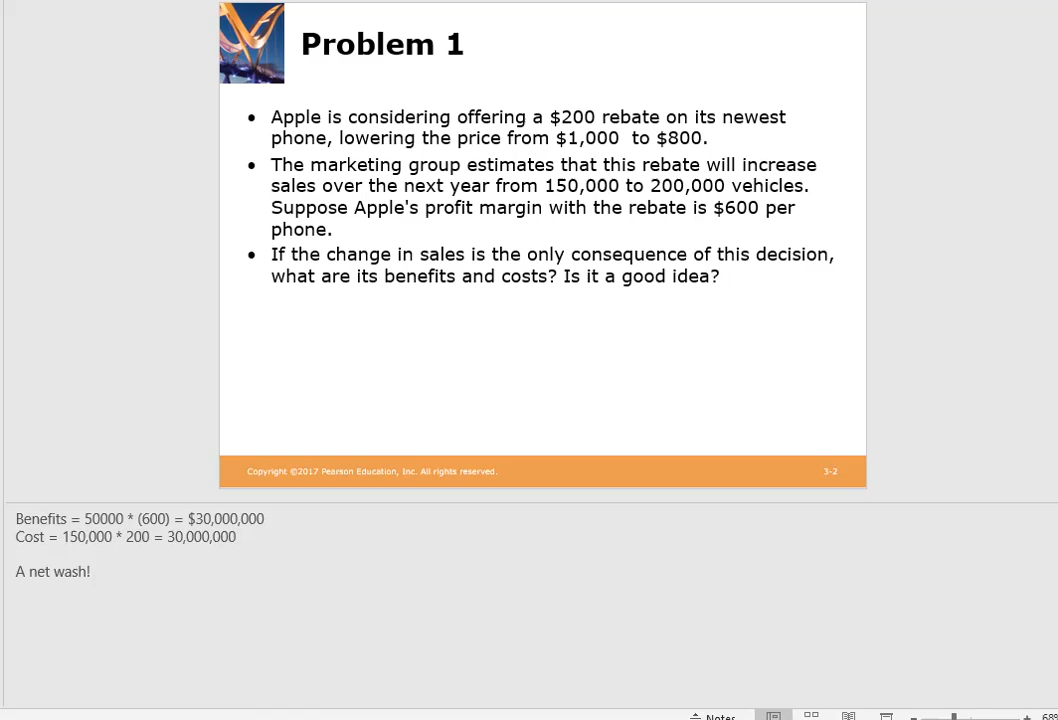 Problem 1
• Apple is considering offering a $200 rebate on its newest
phone, lowering the price from $1,000  to $800.
• The marketing group estimates that this rebate will increase
sales over the next year from 150,000 to 200,000 vehicles.
Suppose Apple's profit margin with the rebate is $600 per
phone.
• If the change in sales is the only consequence of this decision,
what are its benefits and costs? Is it a good idea?
Copyright ©2017 Pearson Education, Inc. All rights reserved.
3-2
Benefits = 50000 * (600) = $30,000,000
Cost = 150,000 * 200 = 30,000,000
A net wash!
Notes